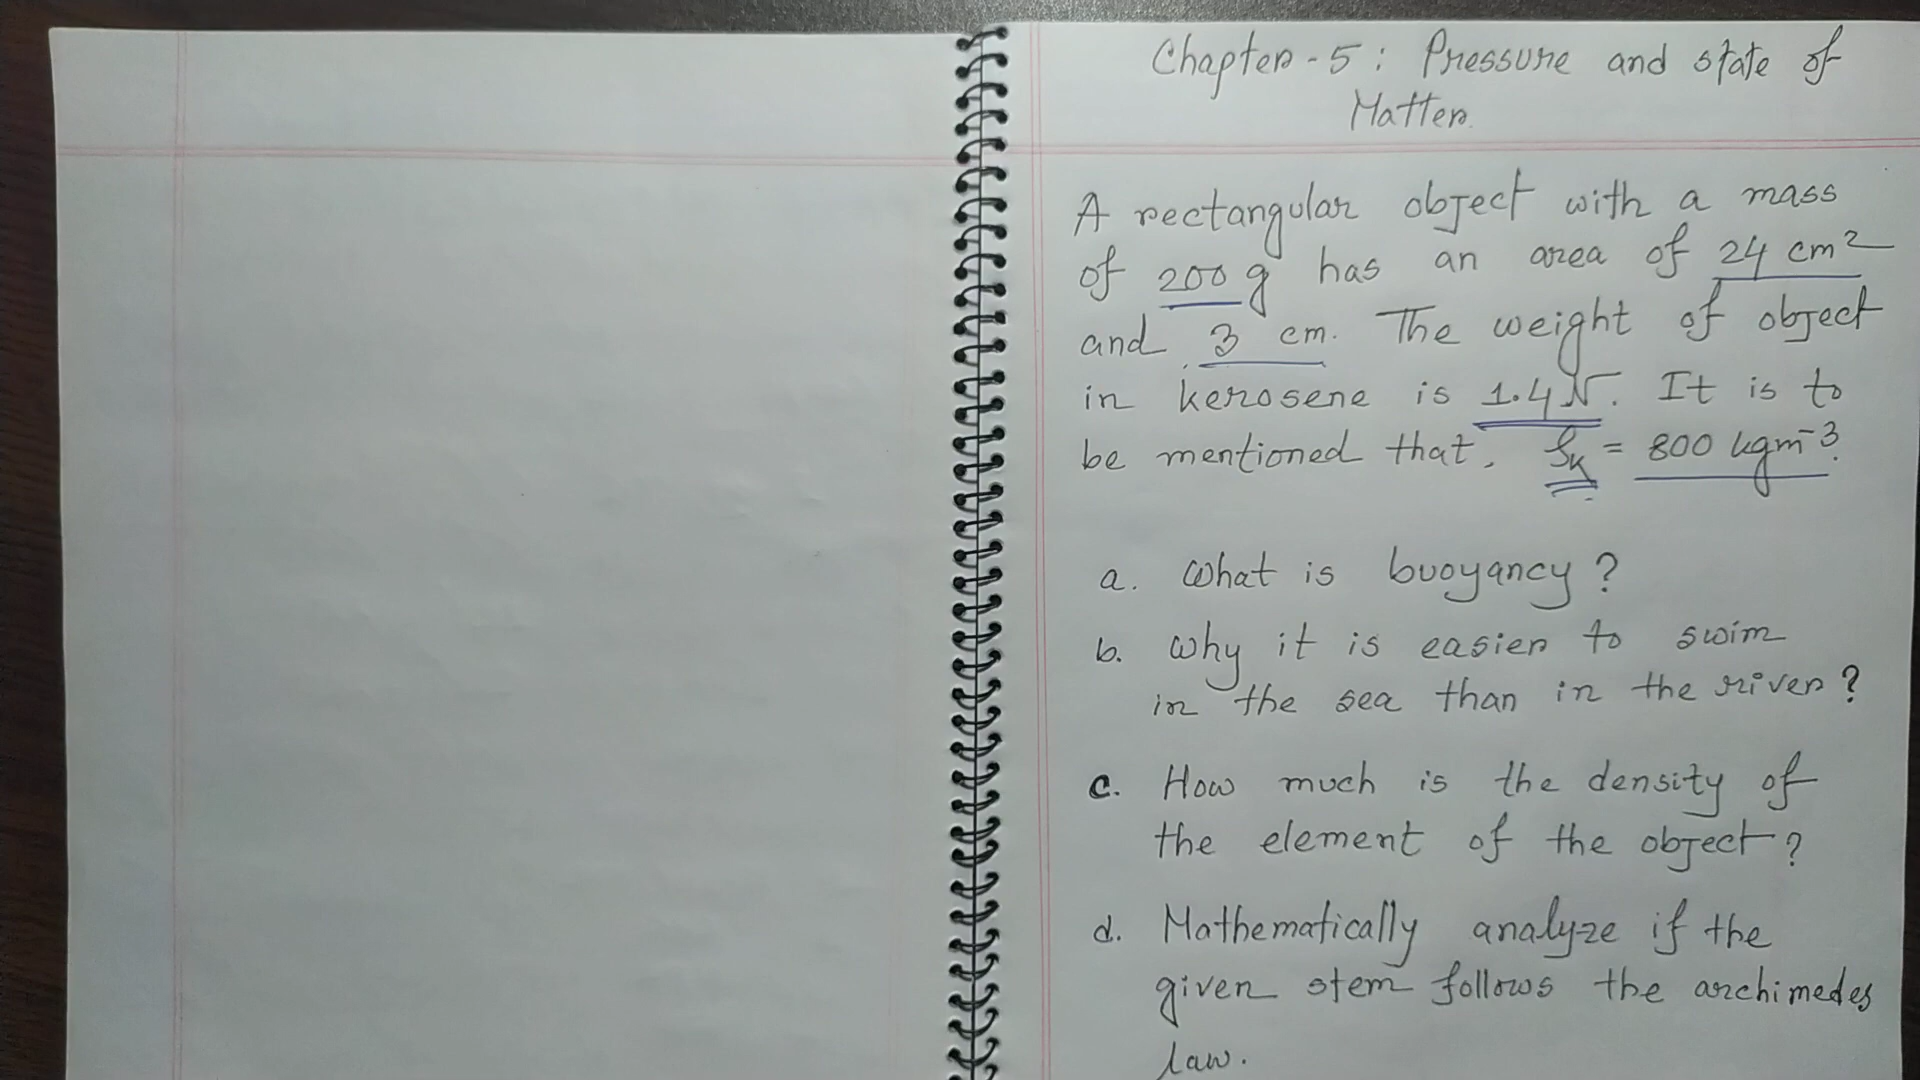 Chapter - 5 : Pressure and state of
Matter.
A rectangular object with a mass
of 200 g has an area of 24 cm²
and 3 cm. The weight of object
in kerosene is 1.4 N. It is to
be mentioned that, ρₖ = 800 kgm⁻³.
a. What is buoyancy ?
b. Why it is easier to swim
in the sea than in the river ?
c. How much is the density of
the element of the object ?
d. Mathematically analyze if the
given stem follows the archimedes
law.